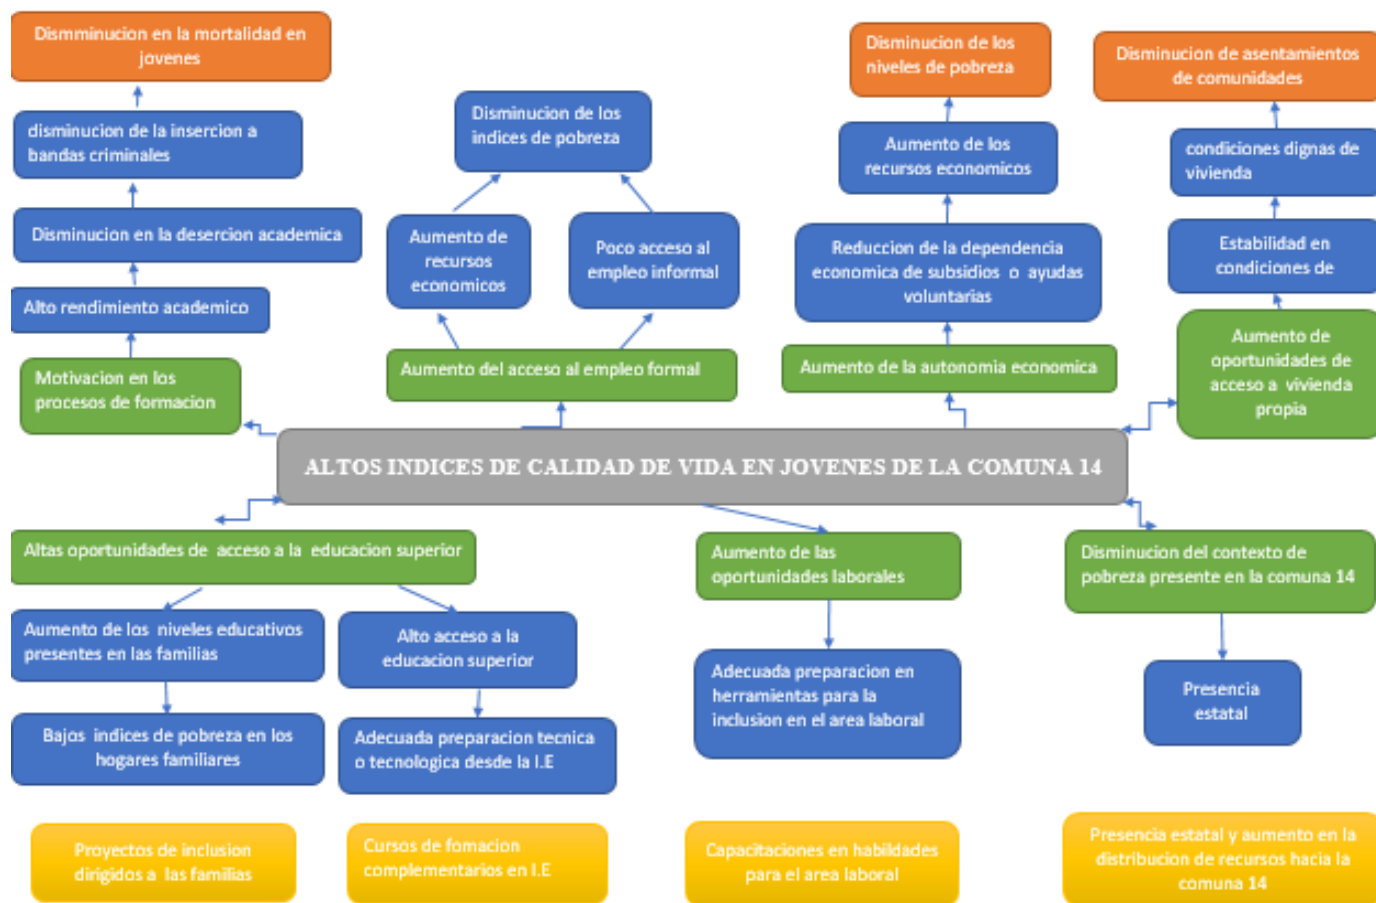 Dismminucion en la mortalidad en
jovenes
disminucion de la insercion a
bandas criminales
Disminucion en la desercion academica
Alto rendimiento academico
Motivacion en los
procesos de formacion
Disminucion de los
indices de pobreza
Aumento de
recursos
economicos
Poco acceso al
empleo informal
Aumento del acceso al empleo formal
Disminucion de los
niveles de pobreza
Aumento de los
recursos economicos
Reduccion de la dependencia
economica de subsidios o ayudas
voluntarias
Aumento de la autonomia economica
Disminucion de asentamientos
de comunidades
condiciones dignas de
vivienda
Estabilidad en
condiciones de
Aumento de
oportunidades de
acceso a vivienda
propia
ALTOS INDICES DE CALIDAD DE VIDA EN JOVENES DE LA COMUNA 14
Altas oportunidades de acceso a la educacion superior
Aumento de los niveles educativos
presentes en las familias
Bajos indices de pobreza en los
hogares familiares
Alto acceso a la
educacion superior
Adecuada preparacion tecnica
o tecnologica desde la I.E
Aumento de las
oportunidades laborales
Adecuada preparacion en
herramientas para la
inclusion en el area laboral
Disminucion del contexto de
pobreza presente en la comuna 14
Presencia
estatal
Proyectos de inclusion
dirigidos a las familias
Cursos de fomacion
complementarios en I.E
Capacitaciones en habildades
para el area laboral
Presencia estatal y aumento en la
distribucion de recursos hacia la
comuna 14